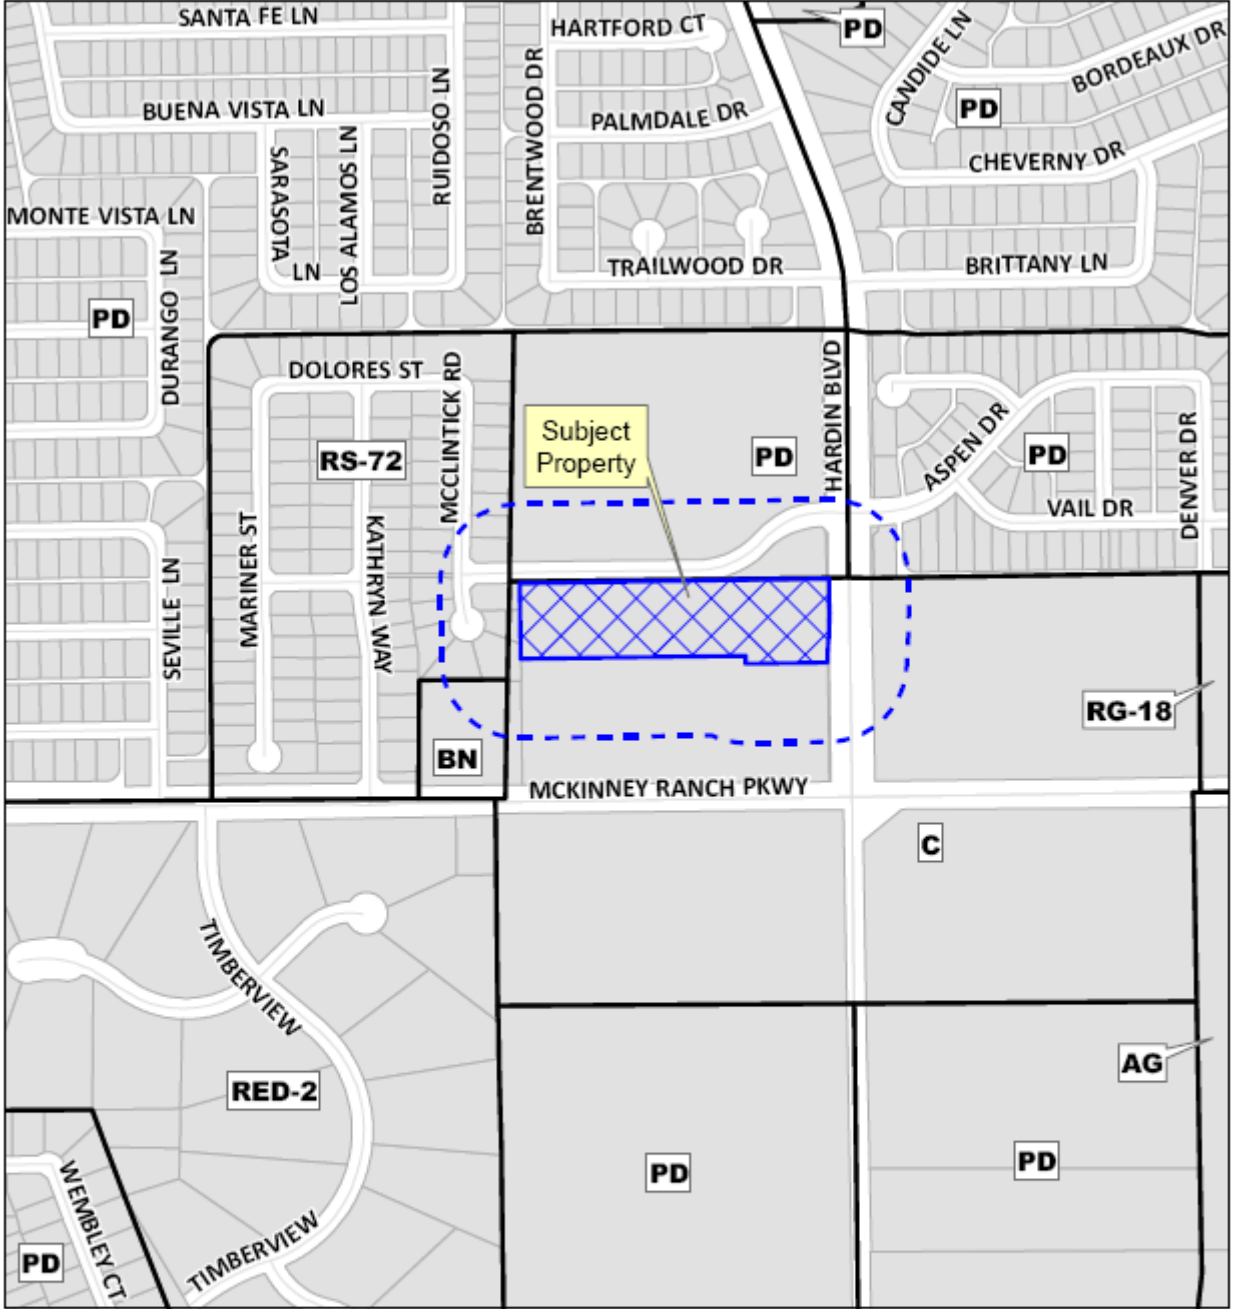 SANTA FE LN
HARTFORD CT
PD
CANDIDE LN
BORDEAUX DR
BUENA VISTA LN
RUIDOSO LN
BRENTWOOD DR
PALMDALE DR
PD
SARASOTA
LOS ALAMOS LN
CHEVERNY DR
MONTE VISTA LN
LN
TRAILWOOD DR
BRITTANY LN
DURANGO LN
PD
DOLORES ST
MCCLINTICK RD
HARDIN BLVD
Subject
Property
RS-72
PD
ASPEN DR
PD
DENVER DR
VAIL DR
MARINER ST
KATHRYN WAY
SEVILLE LN
RG-18
BN
MCKINNEY RANCH PKWY
C
TIMBERVIEW
RED-2
AG
PD
PD
WEMBLEY CT
PD
TIMBERVIEW